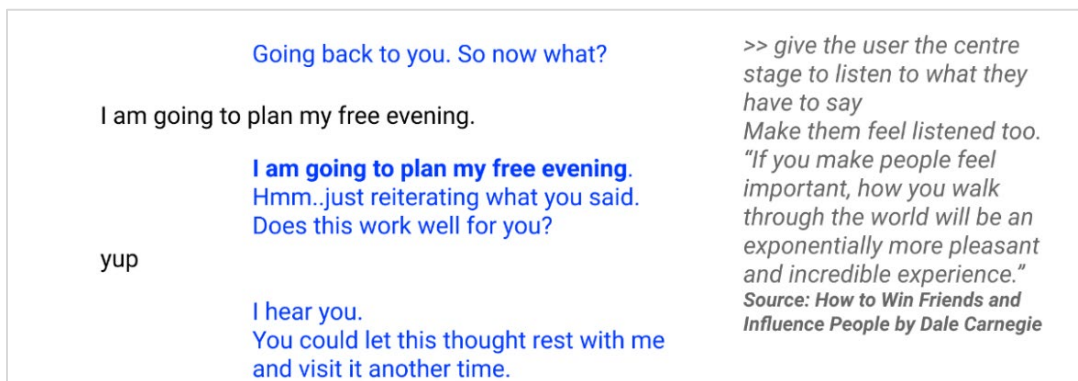 Going back to you. So now what?
I am going to plan my free evening.
I am going to plan my free evening.
Hmm..just reiterating what you said.
Does this work well for you?
yup
I hear you.
You could let this thought rest with me
and visit it another time.
>> give the user the centre
stage to listen to what they
have to say
Make them feel listened too.
“If you make people feel
important, how you walk
through the world will be an
exponentially more pleasant
and incredible experience.”
Source: How to Win Friends and
Influence People by Dale Carnegie